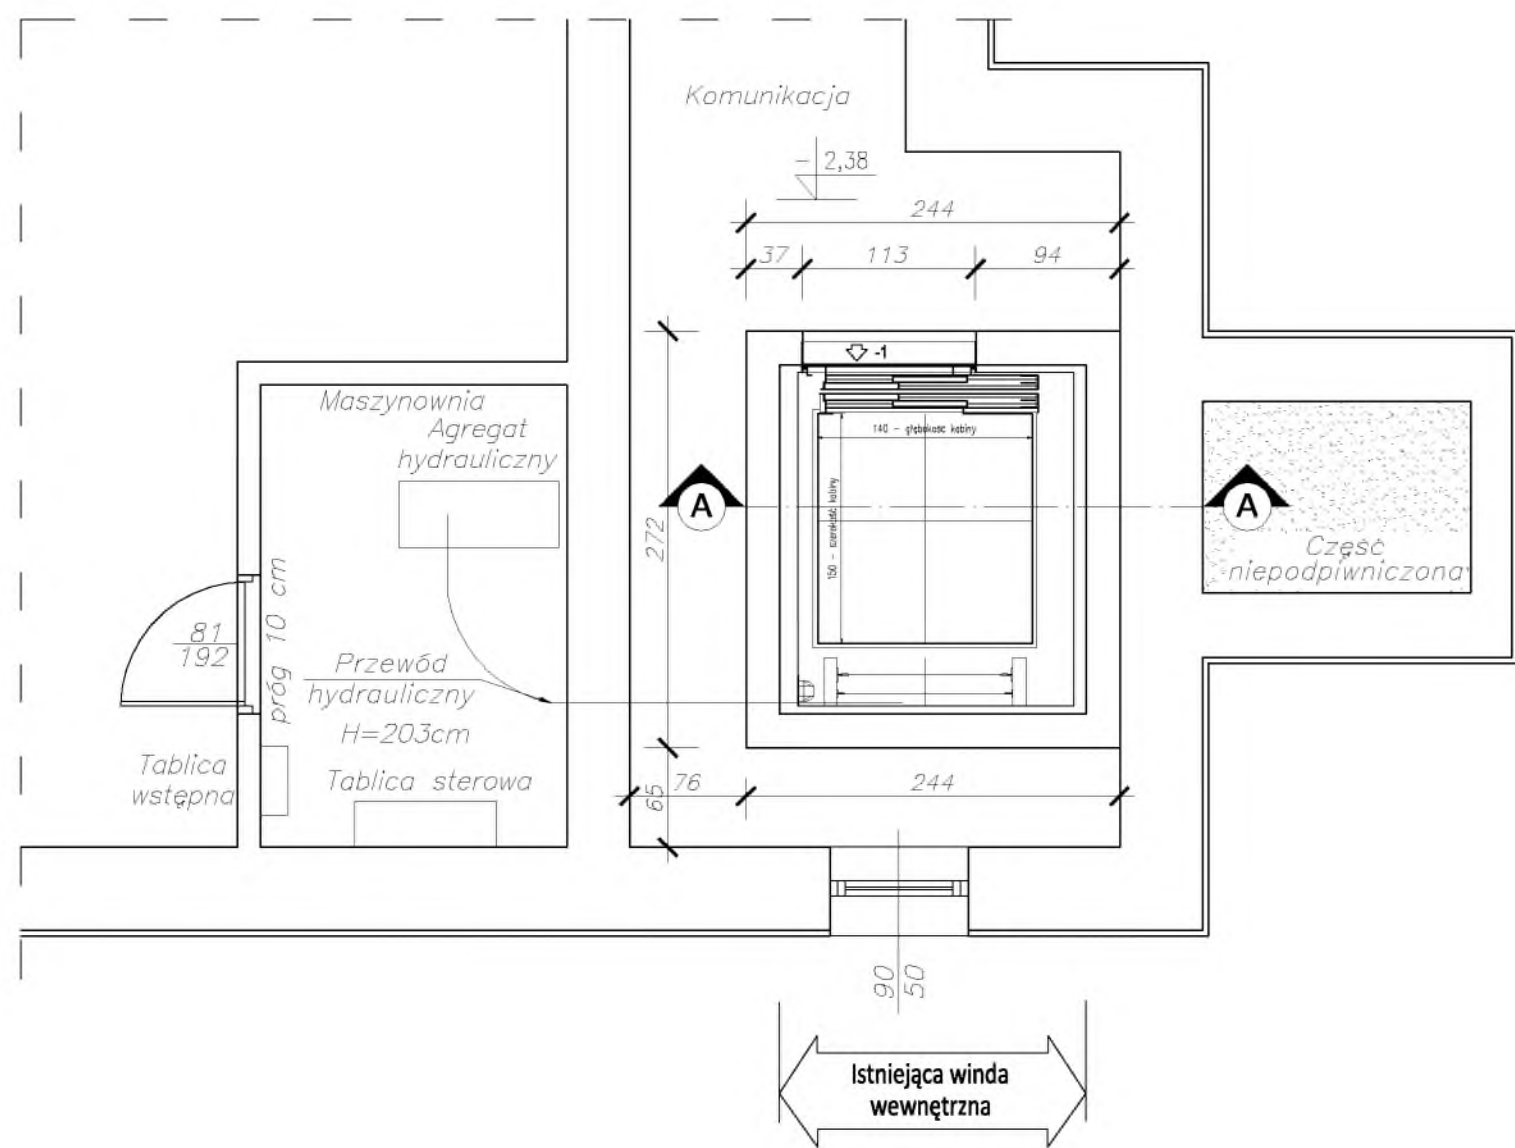 Komunikacja
- 2,38
244
37
113
94
-1
Maszynownia
Agregat
hydrauliczny
140 - głębokość kabiny
150 - szerokość kabiny
A
A
272
Część
niepodpiwniczona
81
192
próg 10 cm
Przewód
hydrauliczny
H=203cm
Tablica
wstępna
Tablica sterowa
65
76
244
90
50
Istniejąca winda
wewnętrzna